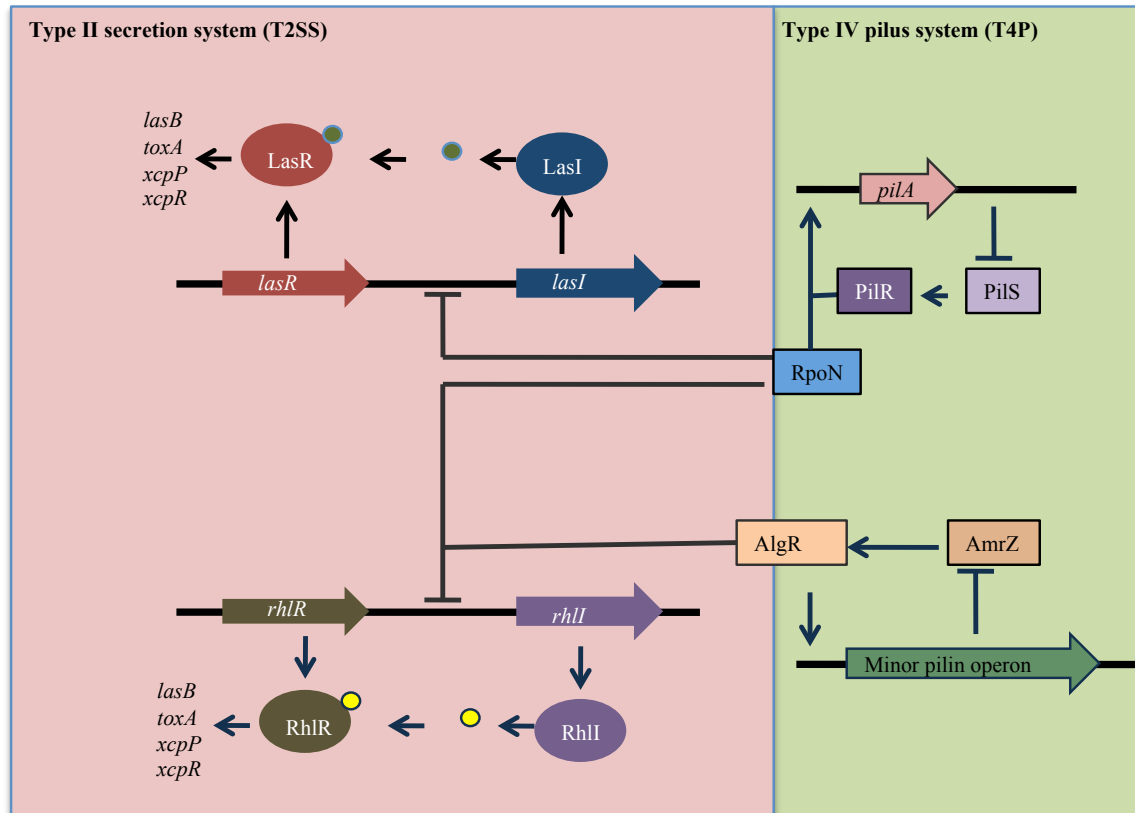 Type II secretion system (T2SS)
Type IV pilus system (T4P)
lasB
toxA
xcpP
xcpR
LasR
LasI
pilA
lasR
lasI
PilR
PilS
RpoN
AlgR
AmrZ
rhlR
rhlI
Minor pilin operon
lasB
toxA
xcpP
xcpR
RhlR
RhlI